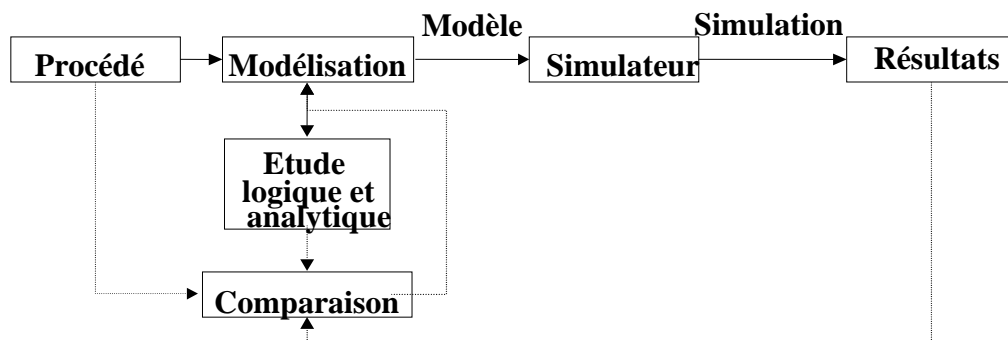 Modèle
Simulation
Procédé
Modélisation
Simulateur
Résultats
Etude
logique et
analytique
Comparaison